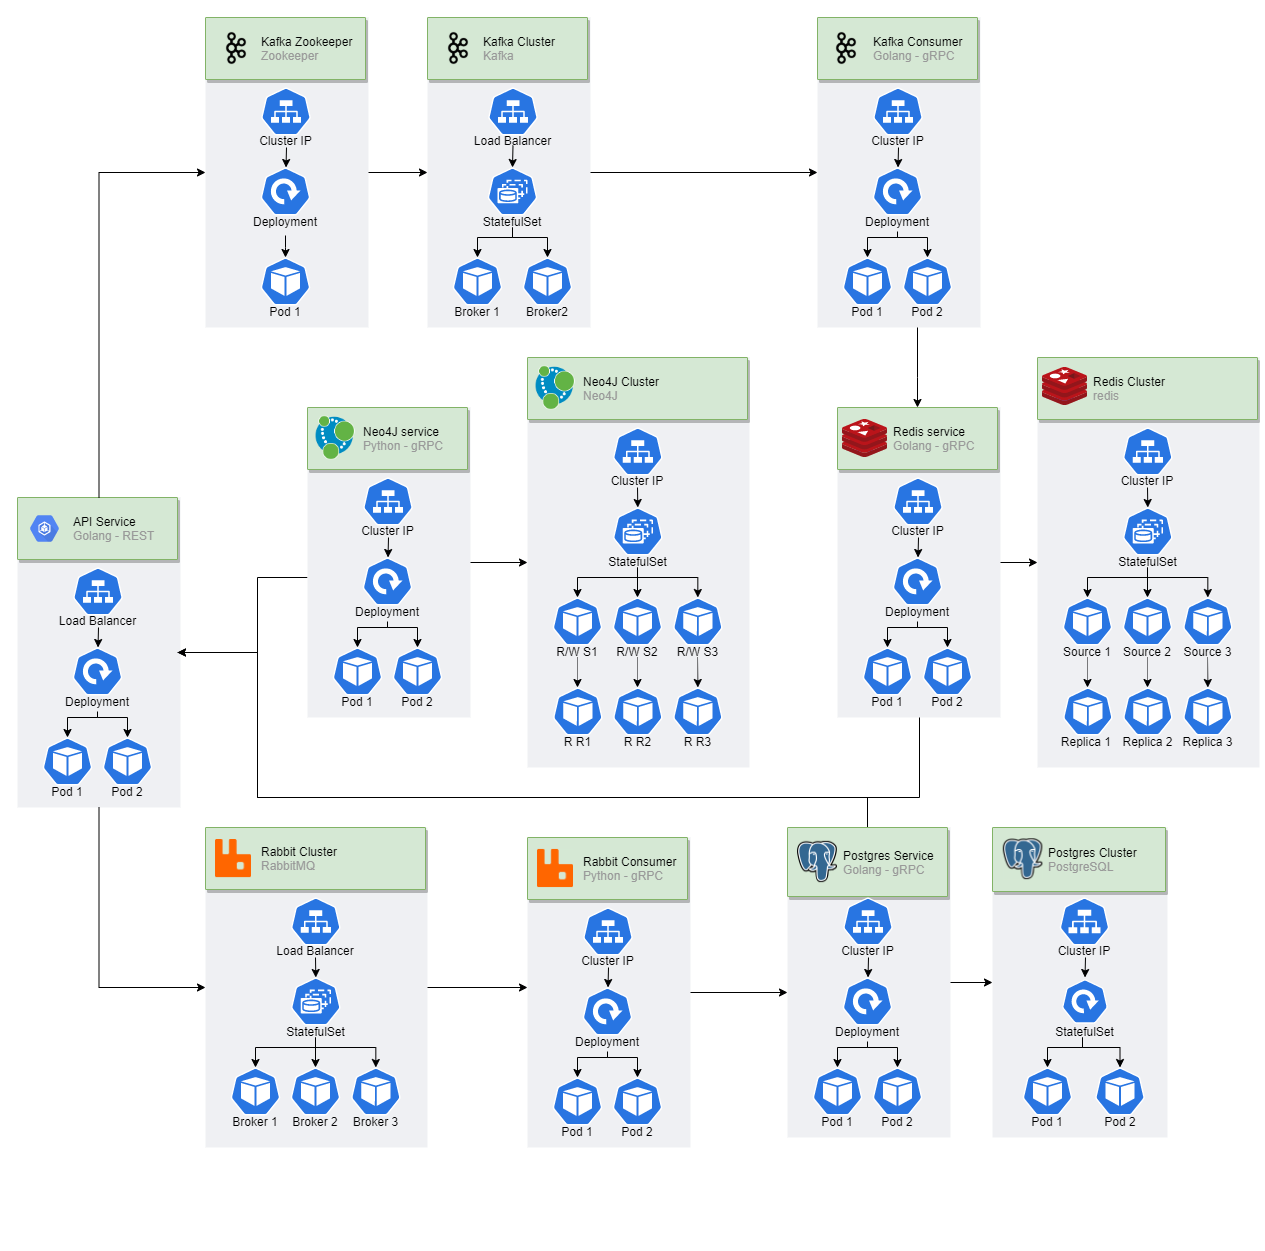 Kafka Zookeeper
Zookeeper
Cluster IP
Deployment
Pod 1
Kafka Cluster
Kafka
Load Balancer
StatefulSet
Broker 1
Broker2
Kafka Consumer
Golang - gRPC
Cluster IP
Deployment
Pod 1
Pod 2
Neo4J service
Python - gRPC
Cluster IP
Deployment
Pod 1
Pod 2
Neo4J Cluster
Neo4J
Cluster IP
StatefulSet
R/W S1
R/W S2
R/W S3
R R1
R R2
R R3
Redis service
Golang - gRPC
Cluster IP
Deployment
Pod 1
Pod 2
Redis Cluster
redis
Cluster IP
StatefulSet
Source 1
Source 2
Source 3
Replica 1
Replica 2
Replica 3
API Service
Golang - REST
Load Balancer
Deployment
Pod 1
Pod 2
Rabbit Cluster
RabbitMQ
Load Balancer
StatefulSet
Broker 1
Broker 2
Broker 3
Rabbit Consumer
Python - gRPC
Cluster IP
Deployment
Pod 1
Pod 2
Postgres Service
Golang - gRPC
Cluster IP
Deployment
Pod 1
Pod 2
Postgres Cluster
PostgreSQL
Cluster IP
StatefulSet
Pod 1
Pod 2